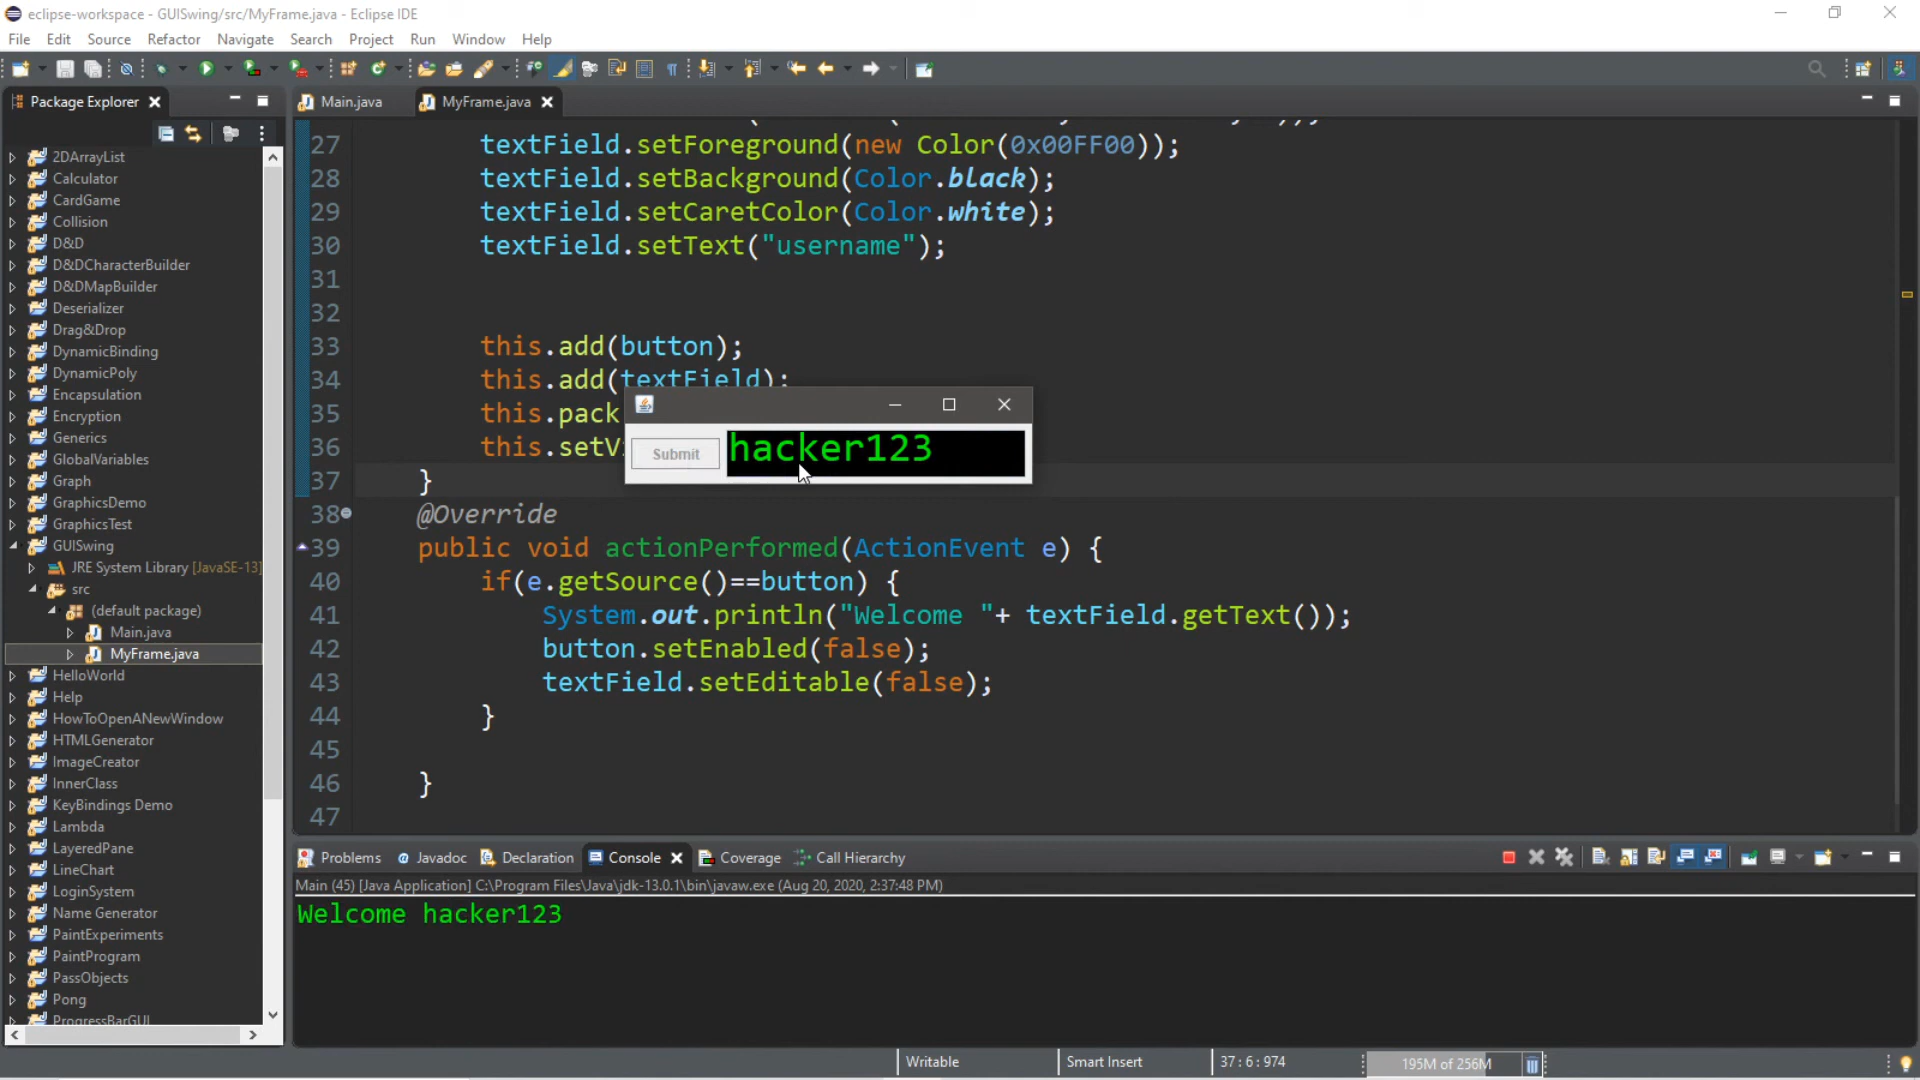 eclipse-workspace - GUISwing/src/MyFrame.java - Eclipse IDE
File Edit Source Refactor Navigate Search Project Run Window Help
Package Explorer
Main.java
MyFrame.java
2DArrayList
Calculator
CardGame
Collision
D&D
D&DCharacterBuilder
D&DMapBuilder
Deserializer
Drag&Drop
DynamicBinding
DynamicPoly
Encapsulation
Encryption
Generics
GlobalVariables
Graph
GraphicsDemo
GraphicsTest
GUISwing
JRE System Library [JavaSE-13]
src
(default package)
Main.java
MyFrame.java
HelloWorld
Help
HowToOpenANewWindow
HTMLGenerator
ImageCreator
InnerClass
KeyBindings Demo
Lambda
LayeredPane
LineChart
LoginSystem
Name Generator
PaintExperiments
PaintProgram
PassObjects
Pong
ProgressBarGUI
27 textField.setForeground(new Color(0x00FF00));
28 textField.setBackground(Color.black);
29 textField.setCaretColor(Color.white);
30 textField.setText("username");
31
32
33 this.add(button);
34 this.add(textField);
35 this.pack
36 this.setV
37 }
38 @Override
39 public void actionPerformed(ActionEvent e) {
40 if(e.getSource()==button) {
41 System.out.println("Welcome "+ textField.getText());
42 button.setEnabled(false);
43 textField.setEditable(false);
44 }
45
46 }
47
Submit
hacker123
Problems Javadoc Declaration Console Coverage Call Hierarchy
Main (45) [Java Application] C:\Program Files\Java\jdk-13.0.1\bin\javaw.exe (Aug 20, 2020, 2:37:48 PM)
Welcome hacker123
Writable
Smart Insert
37 : 6 : 974
195M of 256M